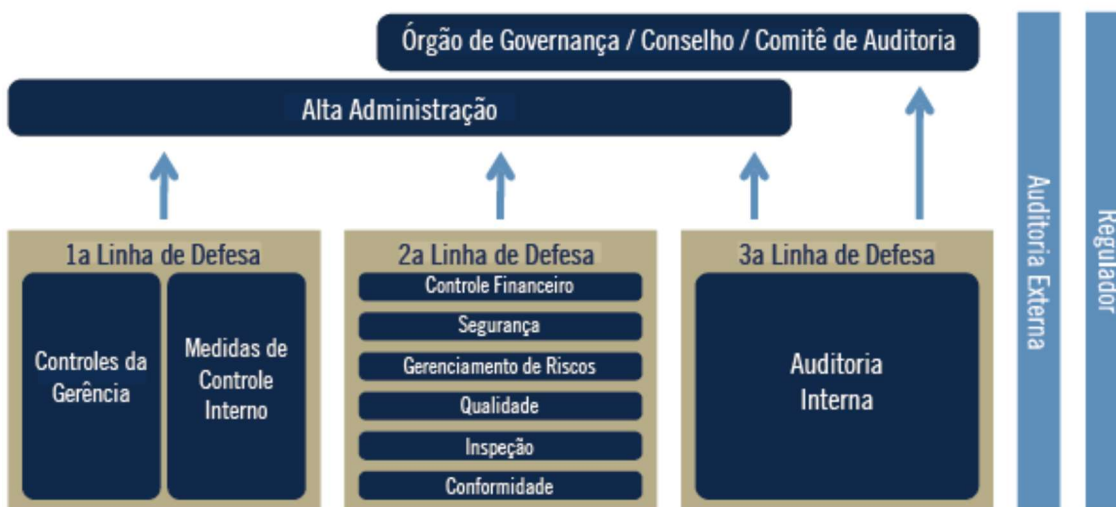 Órgão de Governança / Conselho / Comitê de Auditoria
Alta Administração
1a Linha de Defesa
Controles da
Gerência
Medidas de
Controle
Interno
2a Linha de Defesa
Controle Financeiro
Segurança
Gerenciamento de Riscos
Qualidade
Inspeção
Conformidade
3a Linha de Defesa
Auditoria
Interna
Auditoria Externa
Regulador